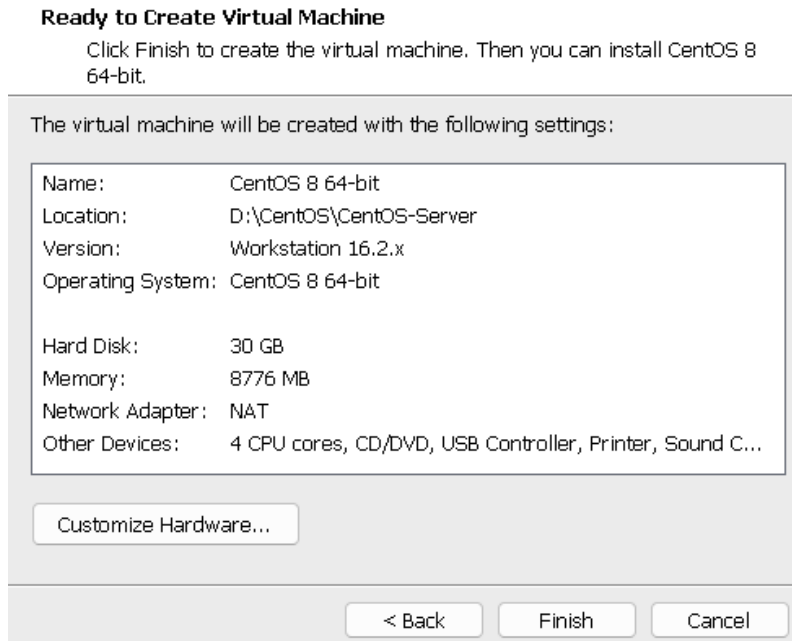 Ready to Create Virtual Machine
Click Finish to create the virtual machine. Then you can install CentOS 8
64-bit.
The virtual machine will be created with the following settings:
Name: CentOS 8 64-bit
Location: D:\CentOS\CentOS-Server
Version: Workstation 16.2.x
Operating System: CentOS 8 64-bit
Hard Disk: 30 GB
Memory: 8776 MB
Network Adapter: NAT
Other Devices: 4 CPU cores, CD/DVD, USB Controller, Printer, Sound C...
Customize Hardware...
< Back Finish Cancel